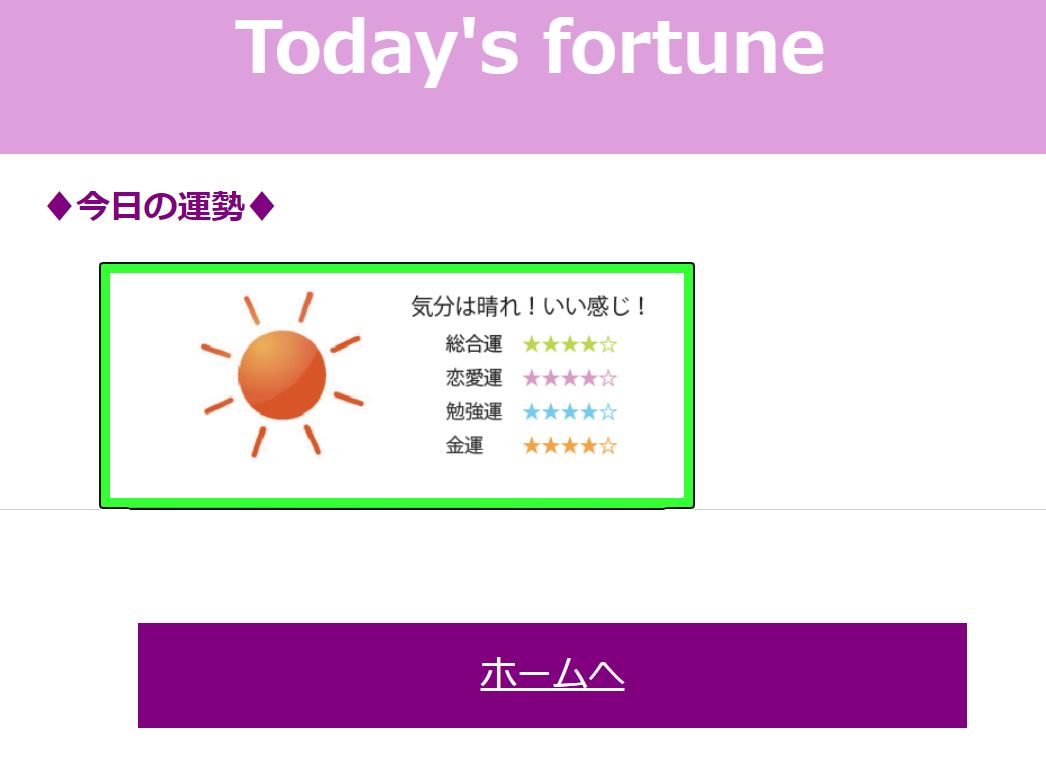 Today's fortune
♦今日の運勢♦
気分は晴れ！いい感じ！
総合運 ★★★★☆
恋愛運 ★★★★☆
勉強運 ★★★★☆
金運 ★★★★☆
ホームへ